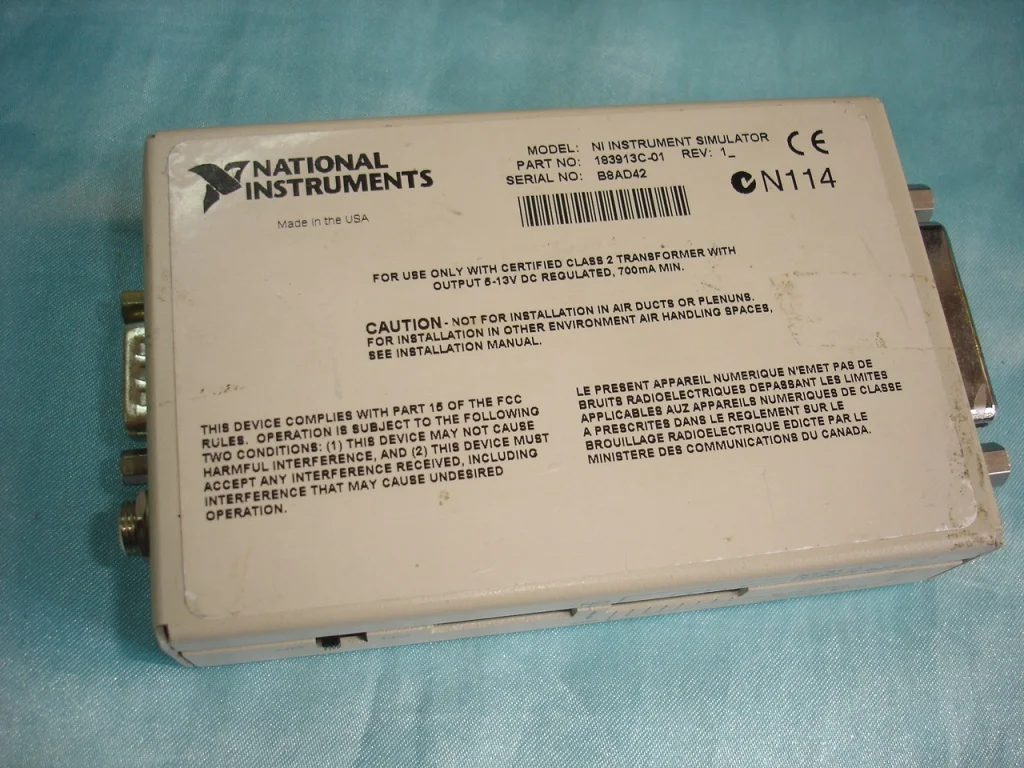 NATIONAL
INSTRUMENTS
Made in the USA
MODEL: NI INSTRUMENT SIMULATOR
PART NO: 183913C-01 REV: 1_
SERIAL NO: B8AD42
CE
N114
FOR USE ONLY WITH CERTIFIED CLASS 2 TRANSFORMER WITH
OUTPUT 6-13V DC REGULATED, 700mA MIN.
CAUTION - NOT FOR INSTALLATION IN AIR DUCTS OR PLENUNS.
FOR INSTALLATION IN OTHER ENVIRONMENT AIR HANDLING SPACES,
SEE INSTALLATION MANUAL.
THIS DEVICE COMPLIES WITH PART 15 OF THE FCC
RULES. OPERATION IS SUBJECT TO THE FOLLOWING
TWO CONDITIONS: (1) THIS DEVICE MAY NOT CAUSE
HARMFUL INTERFERENCE, AND (2) THIS DEVICE MUST
ACCEPT ANY INTERFERENCE RECEIVED, INCLUDING
INTERFERENCE THAT MAY CAUSE UNDESIRED
OPERATION.
LE PRESENT APPAREIL NUMERIQUE N'EMET PAS DE
BRUITS RADIOELECTRIQUES DEPASSANT LES LIMITES
APPLICABLES AUZ APPAREILS NUMERIQUES DE CLASSE
A PRESCRITES DANS LE REGLEMENT SUR LE
BROUILLAGE RADIOELECTRIQUE EDICTE PAR LE
MINISTERE DES COMMUNICATIONS DU CANADA.